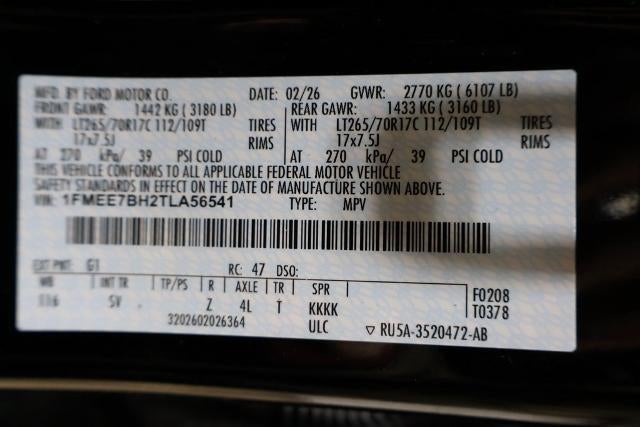 MFD. BY FORD MOTOR CO. DATE: 02/26 GVWR: 2770 KG ( 6107 LB)
FRONT GAWR: 1442 KG ( 3180 LB) REAR GAWR: 1433 KG ( 3160 LB)
WITH LT265/70R17C 112/109T TIRES WITH LT265/70R17C 112/109T TIRES
17x7.5J RIMS 17x7.5J RIMS
AT 270 kPa/ 39 PSI COLD AT 270 kPa/ 39 PSI COLD
THIS VEHICLE CONFORMS TO ALL APPLICABLE FEDERAL MOTOR VEHICLE
SAFETY STANDARDS IN EFFECT ON THE DATE OF MANUFACTURE SHOWN ABOVE.
VIN: 1FMEE7BH2TLA56541 TYPE: MPV
EXT PNT: G1 RC: 47 DSO:
WB INT TR TP/PS R AXLE TR SPR F0208
116 SV Z 4L T KKKK T0378
3202602026364 ULC ▽ RU5A-3520472-AB